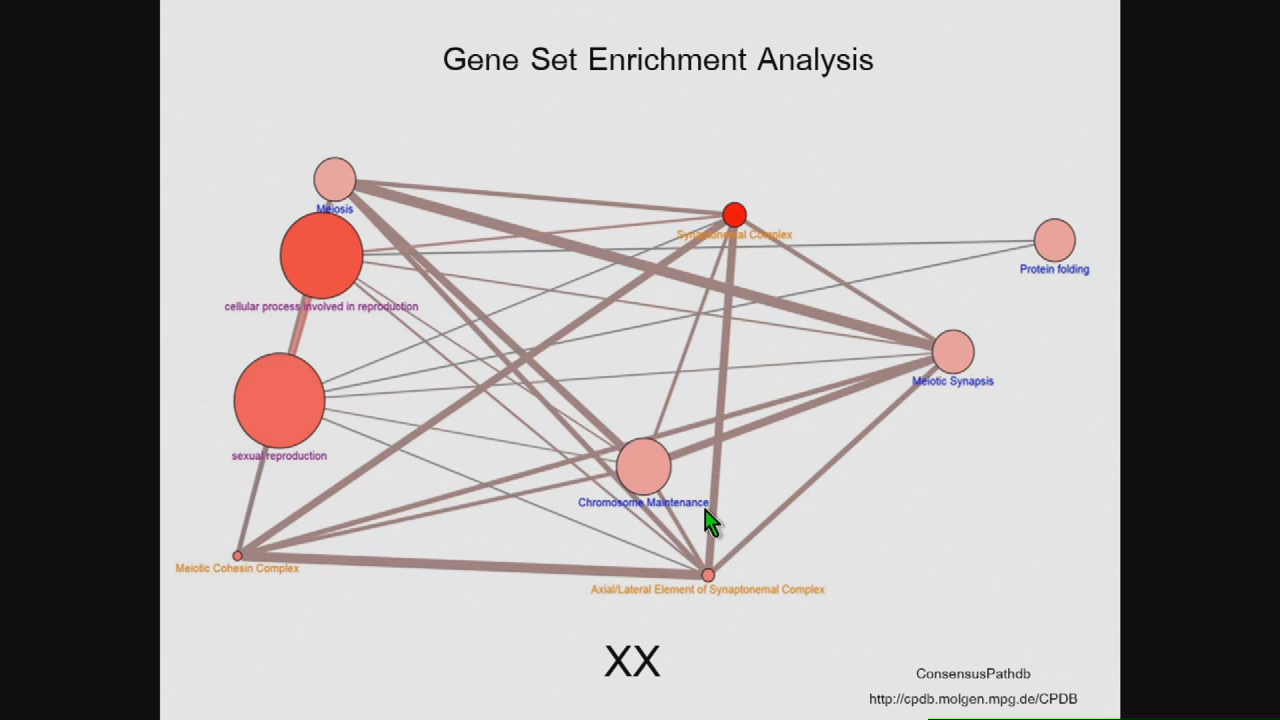 Gene Set Enrichment Analysis
Meiosis
Synaptonemal Complex
Protein folding
cellular process involved in reproduction
Meiotic Synapsis
sexual reproduction
Chromosome Maintenance
Meiotic Cohesin Complex
Axial/Lateral Element of Synaptonemal Complex
XX
ConsensusPathdb
http://cpdb.molgen.mpg.de/CPDB